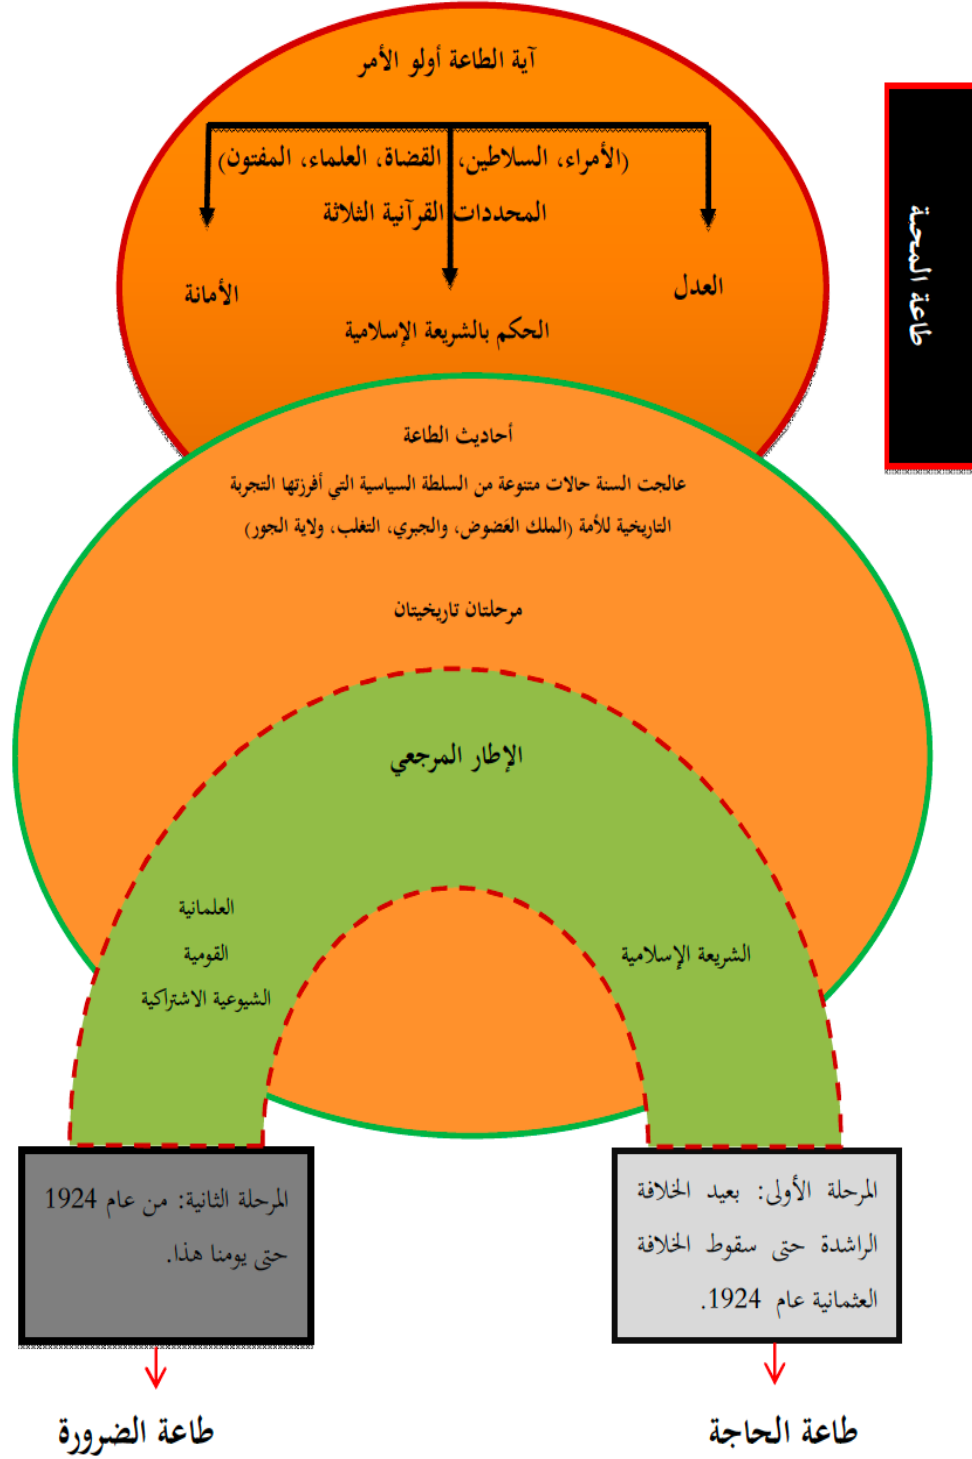 آية الطاعة أولو الأمر
(الأمراء، السلاطين، القضاة، العلماء، المفتون)
المحددات القرآنية الثلاثة
العدل
الأمانة
الحكم بالشريعة الإسلامية
طاعة المحبة
أحاديث الطاعة
عالجت السنة حالات متنوعة من السلطة السياسية التي أفرزتها التجربة
التاريخية للأمة (الملك العَضوض، والجبري، التغلب، ولاية الجور)
مرحلتان تاريخيتان
الإطار المرجعي
الشريعة الإسلامية
العلمانية
القومية
الشيوعية الاشتراكية
المرحلة الأولى: بعيد الخلافة
الراشدة حتى سقوط الخلافة
العثمانية عام 1924.
المرحلة الثانية: من عام 1924
حتى يومنا هذا.
طاعة الحاجة
طاعة الضرورة